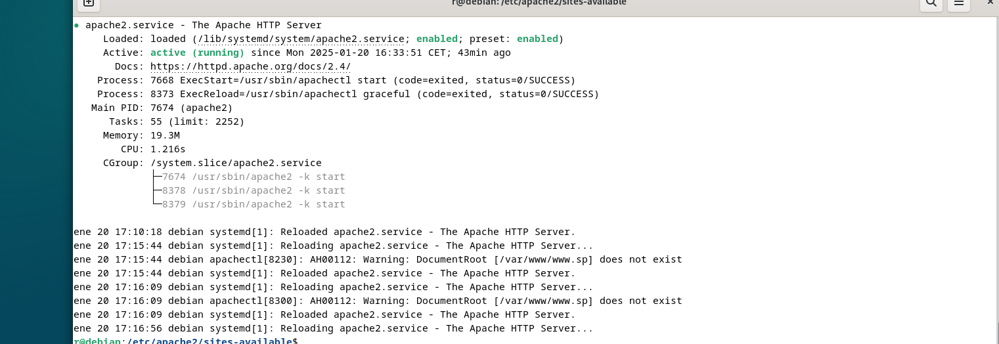 r@debian: /etc/apache2/sites-available
● apache2.service - The Apache HTTP Server
Loaded: loaded (/lib/systemd/system/apache2.service; enabled; preset: enabled)
Active: active (running) since Mon 2025-01-20 16:33:51 CET; 43min ago
Docs: https://httpd.apache.org/docs/2.4/
Process: 7668 ExecStart=/usr/sbin/apachectl start (code=exited, status=0/SUCCESS)
Process: 8373 ExecReload=/usr/sbin/apachectl graceful (code=exited, status=0/SUCCESS)
Main PID: 7674 (apache2)
Tasks: 55 (limit: 2252)
Memory: 19.3M
CPU: 1.216s
CGroup: /system.slice/apache2.service
├─7674 /usr/sbin/apache2 -k start
├─8378 /usr/sbin/apache2 -k start
└─8379 /usr/sbin/apache2 -k start
ene 20 17:10:18 debian systemd[1]: Reloaded apache2.service - The Apache HTTP Server.
ene 20 17:15:44 debian systemd[1]: Reloading apache2.service - The Apache HTTP Server...
ene 20 17:15:44 debian apachectl[8230]: AH00112: Warning: DocumentRoot [/var/www/www.sp] does not exist
ene 20 17:15:44 debian systemd[1]: Reloaded apache2.service - The Apache HTTP Server.
ene 20 17:16:09 debian systemd[1]: Reloading apache2.service - The Apache HTTP Server...
ene 20 17:16:09 debian apachectl[8300]: AH00112: Warning: DocumentRoot [/var/www/www.sp] does not exist
ene 20 17:16:09 debian systemd[1]: Reloaded apache2.service - The Apache HTTP Server.
ene 20 17:16:56 debian systemd[1]: Reloading apache2.service - The Apache HTTP Server...
r@debian:/etc/apache2/sites-available$